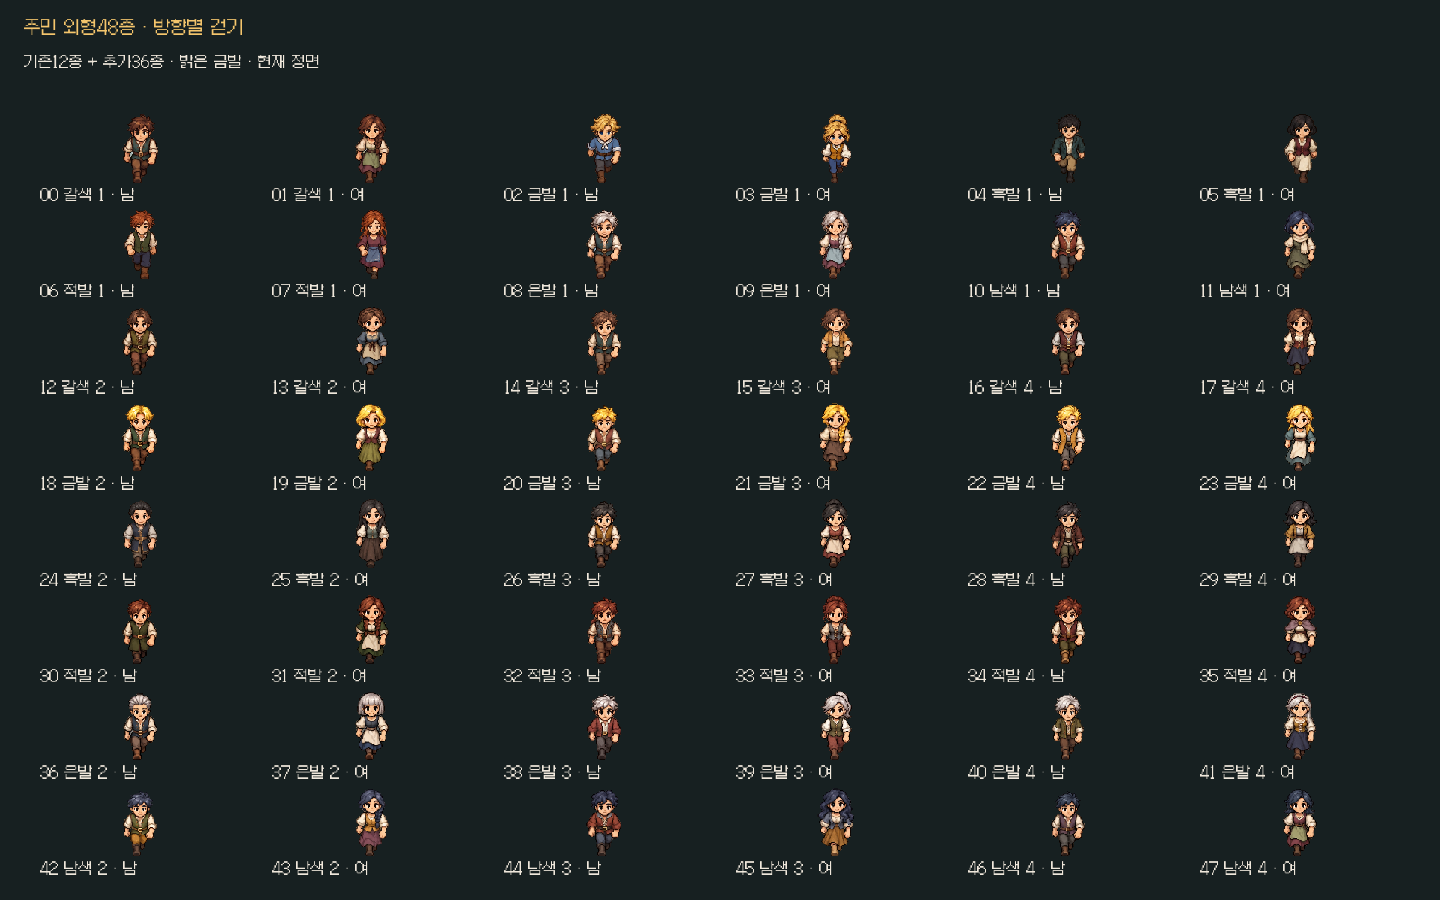 주민 외형48종 · 방향별 걷기
기존12종 + 추가36종 · 밝은 금발 · 현재 정면
00 갈색 1 · 남
01 갈색 1 · 여
02 금발 1 · 남
03 금발 1 · 여
04 흑발 1 · 남
05 흑발 1 · 여
06 적발 1 · 남
07 적발 1 · 여
08 은발 1 · 남
09 은발 1 · 여
10 남색 1 · 남
11 남색 1 · 여
12 갈색 2 · 남
13 갈색 2 · 여
14 갈색 3 · 남
15 갈색 3 · 여
16 갈색 4 · 남
17 갈색 4 · 여
18 금발 2 · 남
19 금발 2 · 여
20 금발 3 · 남
21 금발 3 · 여
22 금발 4 · 남
23 금발 4 · 여
24 흑발 2 · 남
25 흑발 2 · 여
26 흑발 3 · 남
27 흑발 3 · 여
28 흑발 4 · 남
29 흑발 4 · 여
30 적발 2 · 남
31 적발 2 · 여
32 적발 3 · 남
33 적발 3 · 여
34 적발 4 · 남
35 적발 4 · 여
36 은발 2 · 남
37 은발 2 · 여
38 은발 3 · 남
39 은발 3 · 여
40 은발 4 · 남
41 은발 4 · 여
42 남색 2 · 남
43 남색 2 · 여
44 남색 3 · 남
45 남색 3 · 여
46 남색 4 · 남
47 남색 4 · 여